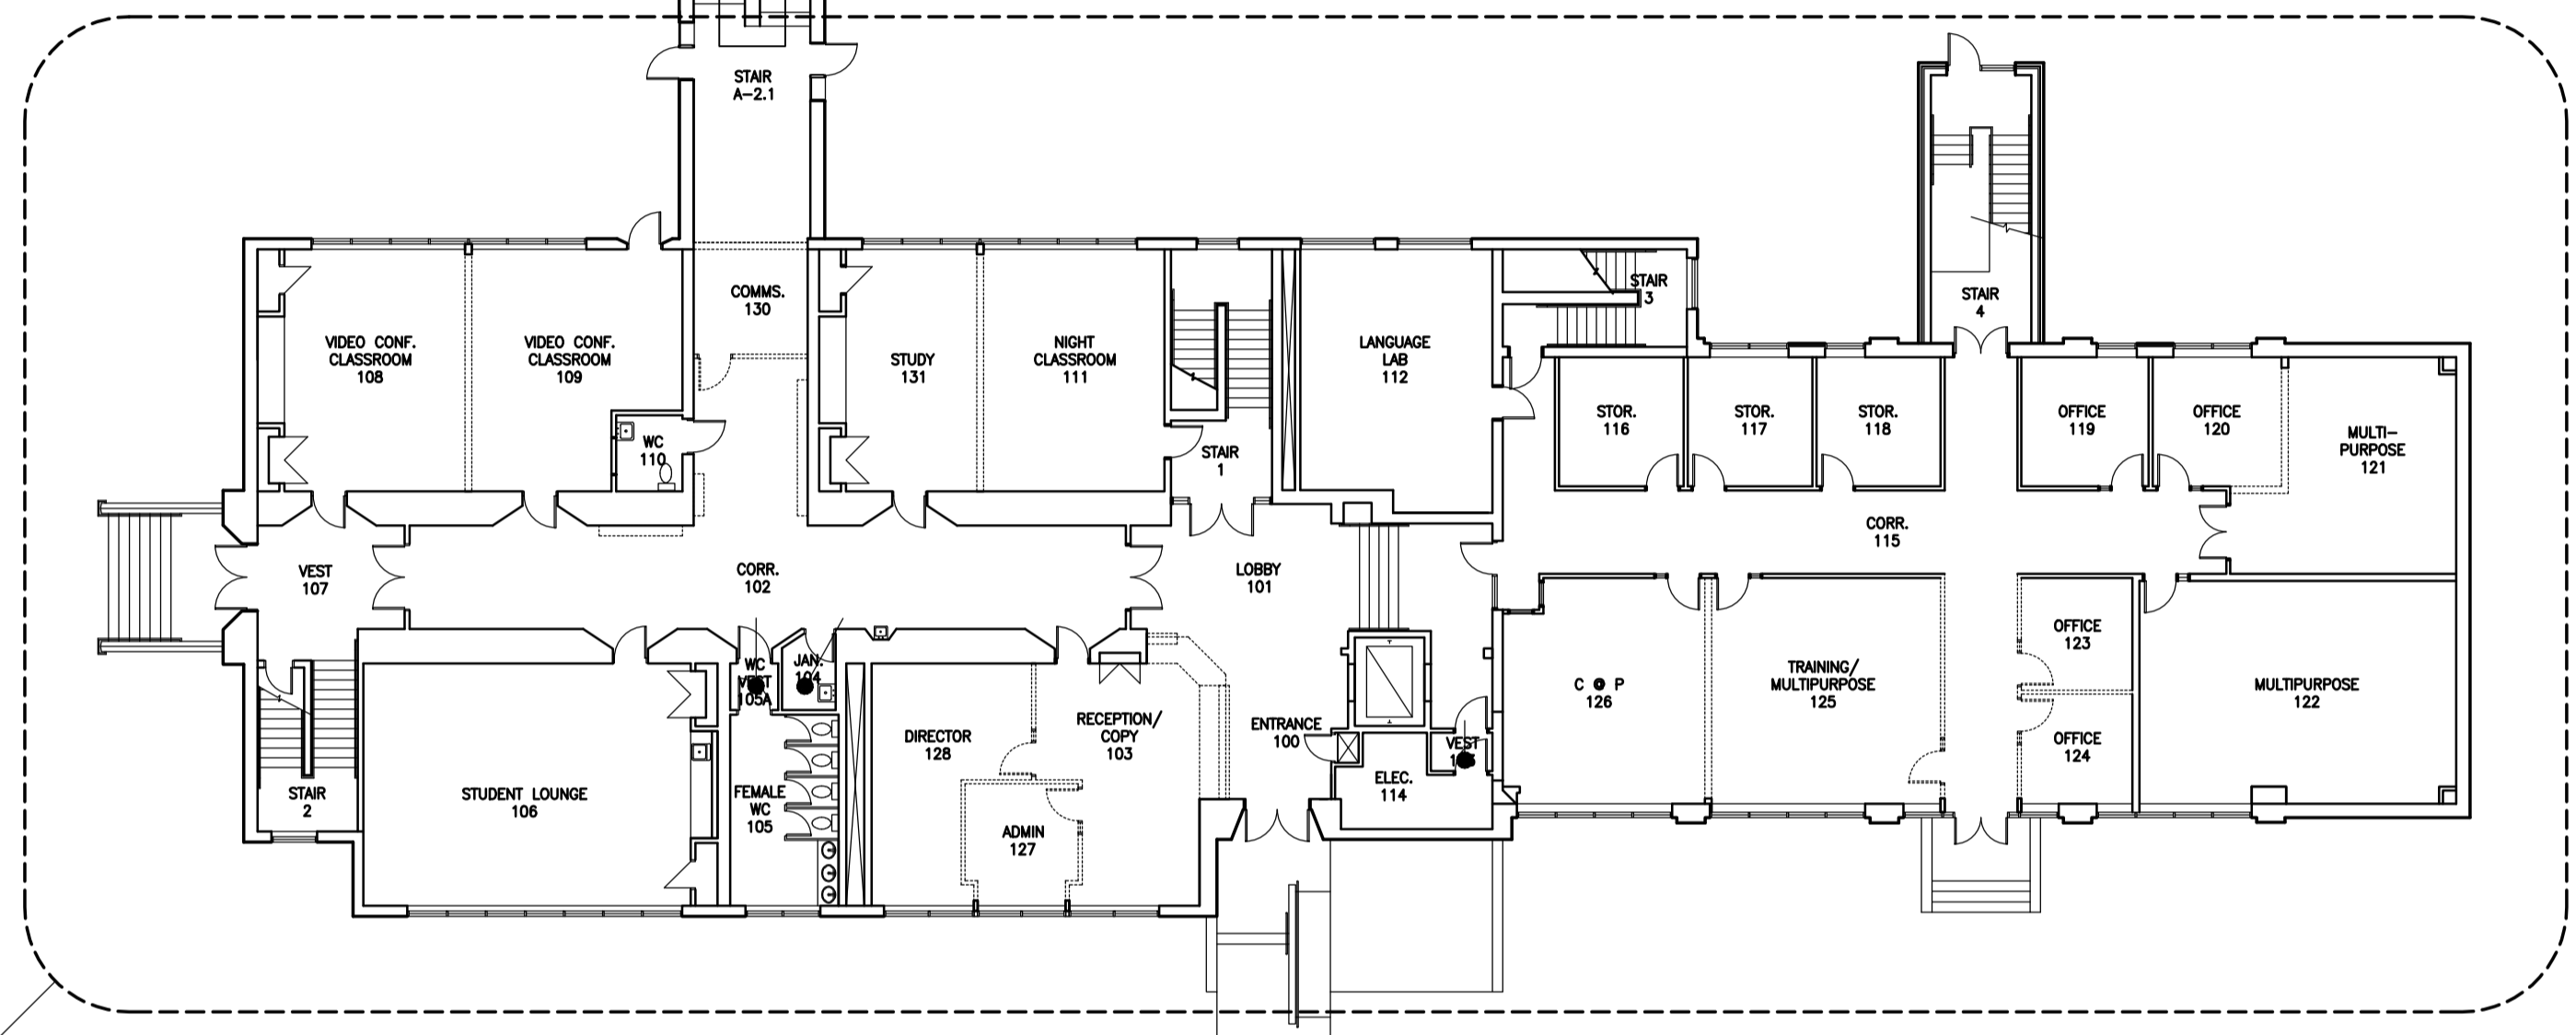 STAIR
A-2.1
COMMS.
130
VIDEO CONF.
CLASSROOM
108
VIDEO CONF.
CLASSROOM
109
WC
110
STUDY
131
NIGHT
CLASSROOM
111
STAIR
1
LANGUAGE
LAB
112
STAIR
3
STOR.
116
STOR.
117
STOR.
118
STAIR
4
OFFICE
119
OFFICE
120
MULTI-
PURPOSE
121
VEST
107
CORR.
102
LOBBY
101
CORR.
115
STAIR
2
STUDENT LOUNGE
106
WC
VEST
105A
JAN.
104
FEMALE
WC
105
DIRECTOR
128
RECEPTION/
COPY
103
ADMIN
127
ENTRANCE
100
ELEC.
114
VEST
C @ P
126
TRAINING/
MULTIPURPOSE
125
OFFICE
123
OFFICE
124
MULTIPURPOSE
122